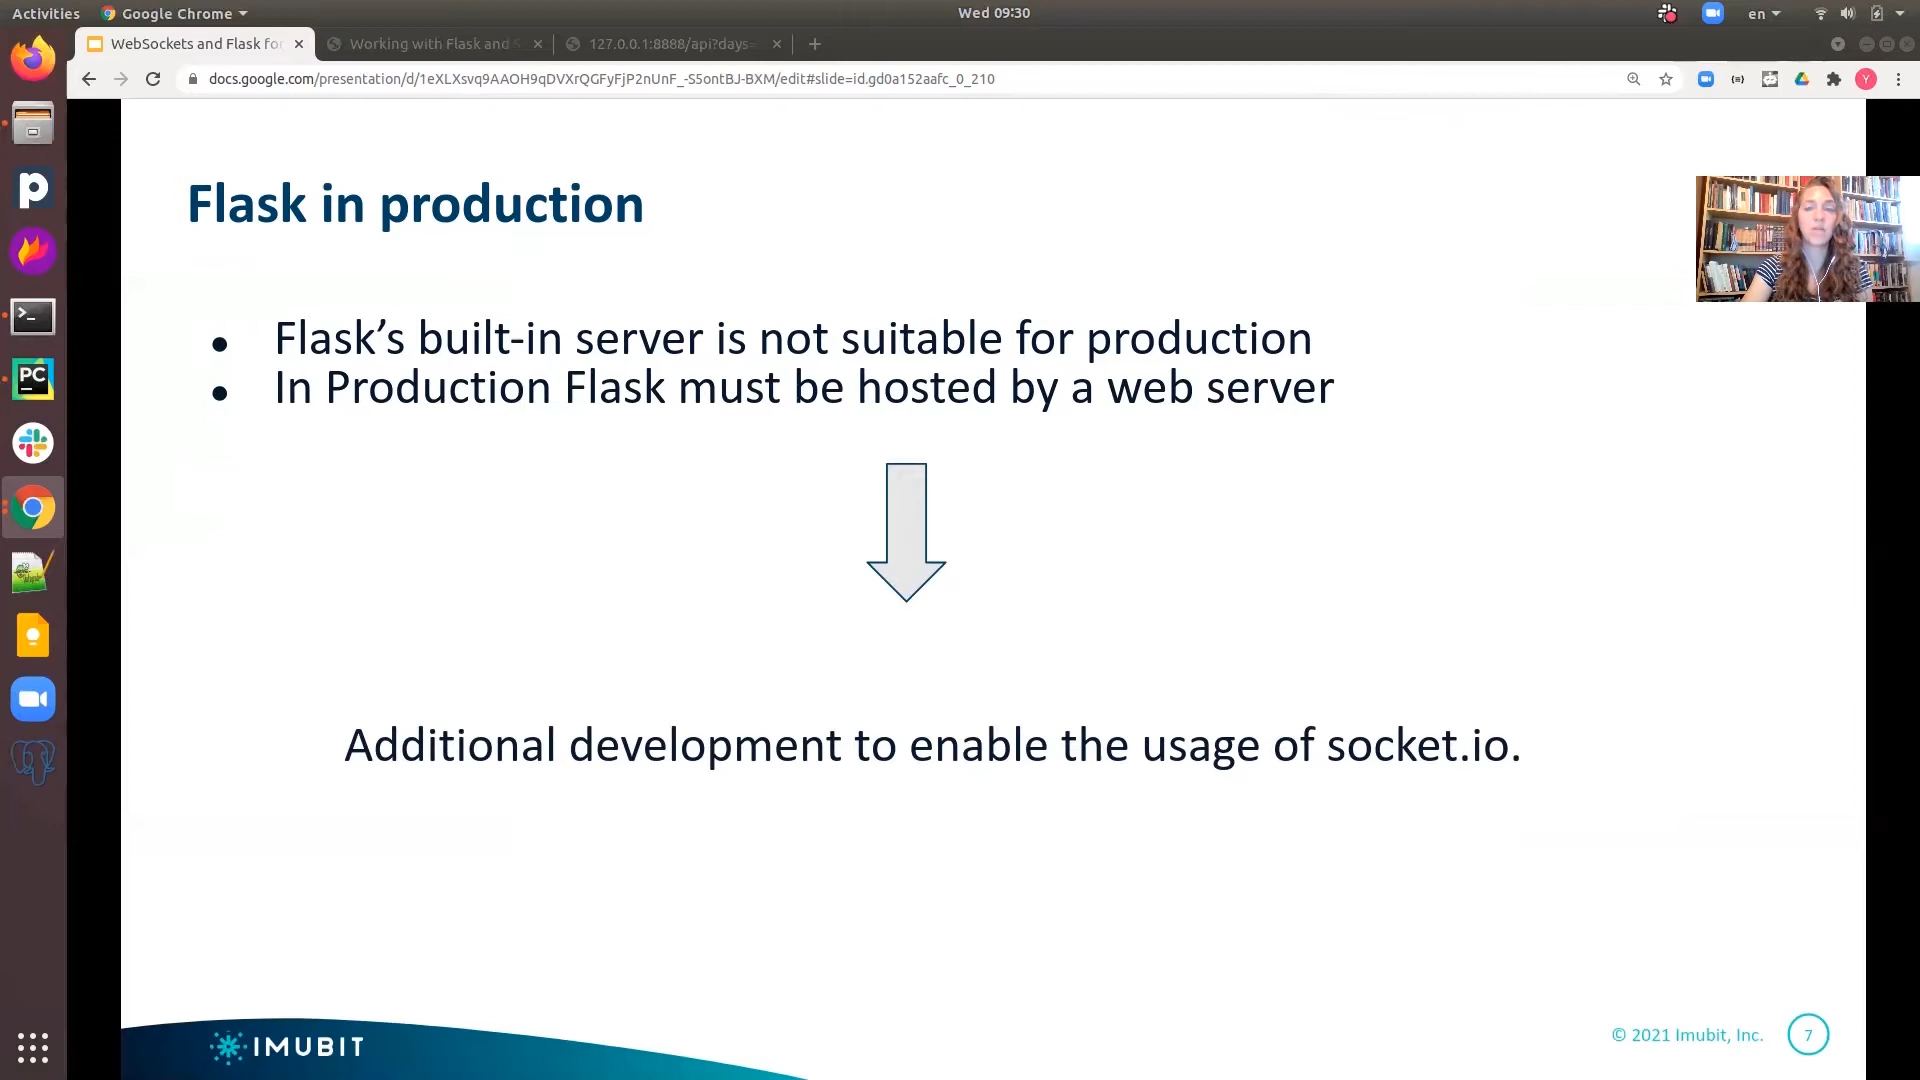 Activities
Google Chrome
Wed 09:30
en
WebSockets and Flask for
Working with Flask and S
127.0.0.1:8888/api?days=
docs.google.com/presentation/d/1eXLXsvq9AAOH9qDVXrQGFyFjP2nUnF_-S5ontBJ-BXM/edit#slide=id.gd0a152aafc_0_210
Y
p
PC
Flask in production
● Flask’s built-in server is not suitable for production
● In Production Flask must be hosted by a web server
Additional development to enable the usage of socket.io.
IMUBIT
© 2021 Imubit, Inc.
7